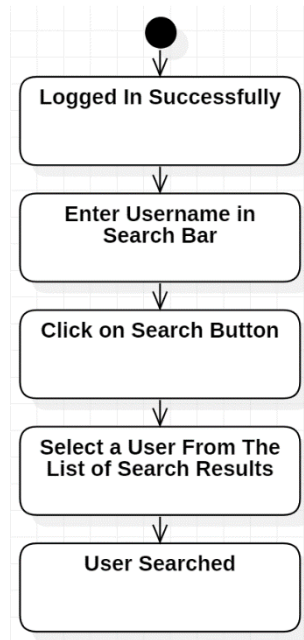 Logged In Successfully
Enter Username in
Search Bar
Click on Search Button
Select a User From The
List of Search Results
User Searched